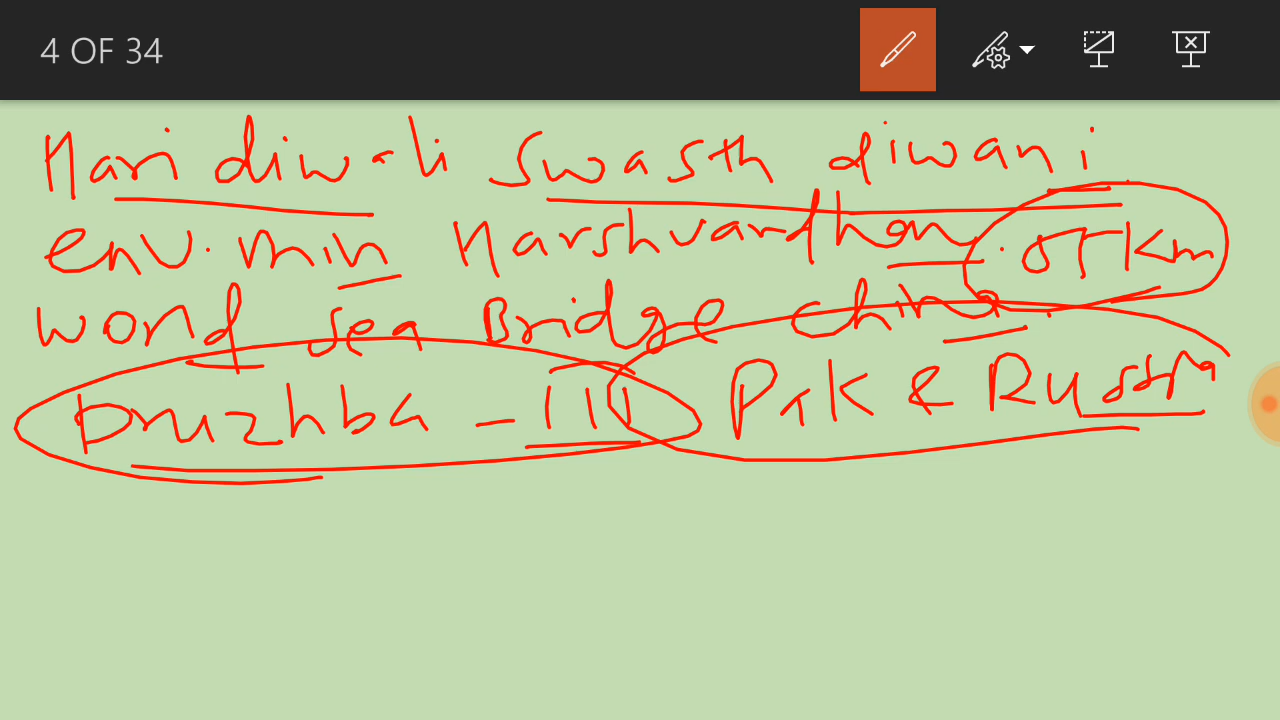 4 OF 34
Hari diwali swasth diwani
env. min Harshvardhan. 55Km
world sea Bridge china.
Druzhba - III Pak & Russia